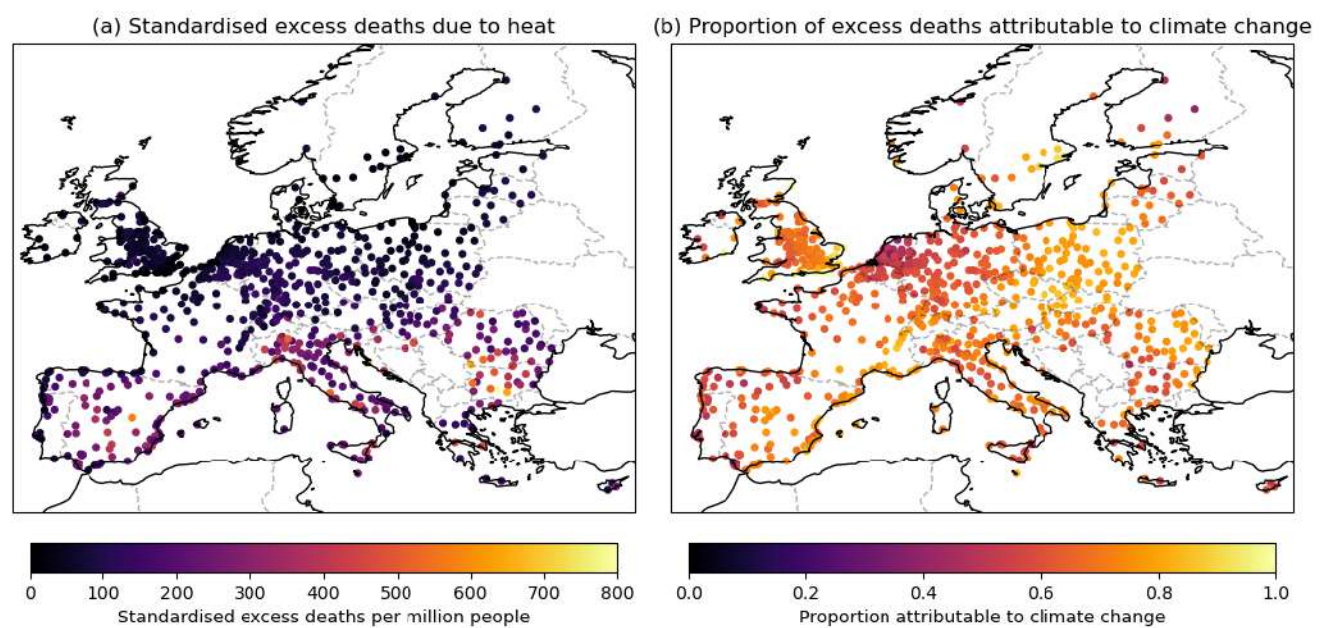 (a) Standardised excess deaths due to heat
(b) Proportion of excess deaths attributable to climate change
0 100 200 300 400 500 600 700 800
Standardised excess deaths per million people
0.0 0.2 0.4 0.6 0.8 1.0
Proportion attributable to climate change